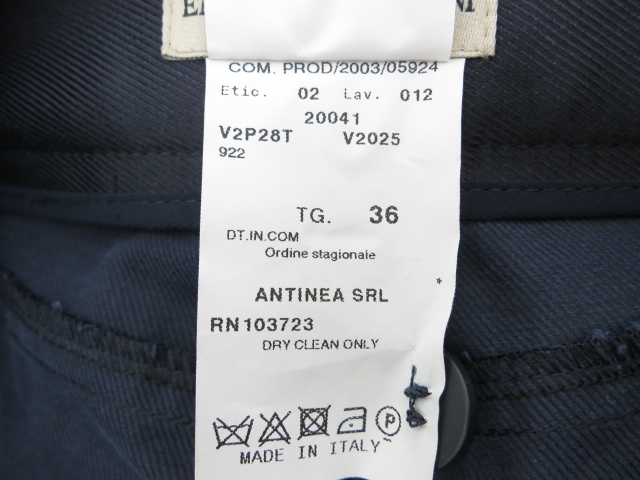 COM. PROD/2003/05924
Etic. 02 Lav. 012
20041
V2P28T V2025
922
TG. 36
DT.IN.COM
Ordine stagionale
ANTINEA SRL
RN103723
DRY CLEAN ONLY
P
MADE IN ITALY